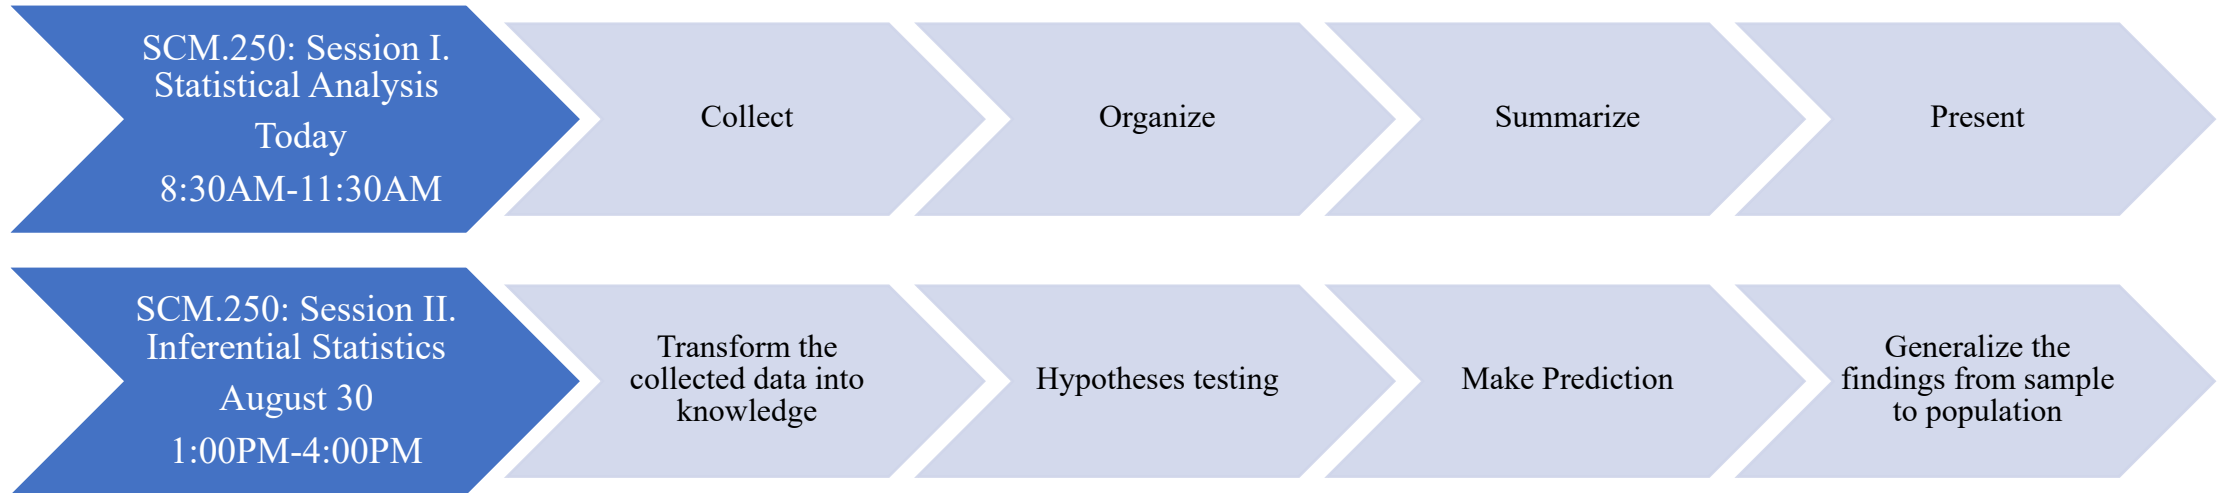 SCM.250: Session I.
Statistical Analysis
Today
8:30AM-11:30AM
Collect
Organize
Summarize
Present
SCM.250: Session II.
Inferential Statistics
August 30
1:00PM-4:00PM
Transform the
collected data into
knowledge
Hypotheses testing
Make Prediction
Generalize the
findings from sample
to population